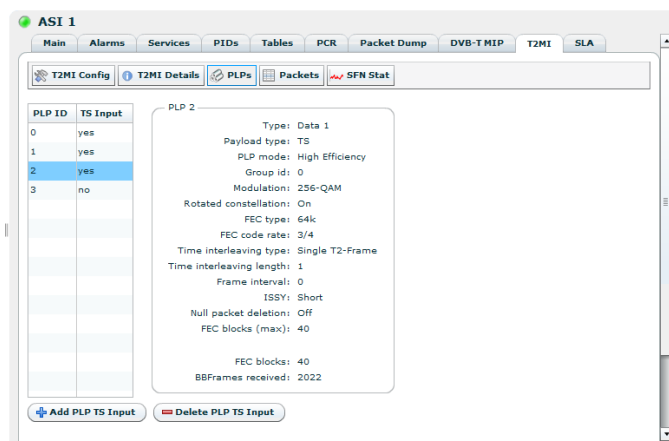 ASI 1
Main Alarms Services PIDs Tables PCR Packet Dump DVB-T MIP T2MI SLA
T2MI Config T2MI Details PLPs Packets SFN Stat
PLP ID TS Input
0 yes
1 yes
2 yes
3 no
PLP 2
Type: Data 1
Payload type: TS
PLP mode: High Efficiency
Group id: 0
Modulation: 256-QAM
Rotated constellation: On
FEC type: 64k
FEC code rate: 3/4
Time interleaving type: Single T2-Frame
Time interleaving length: 1
Frame interval: 0
ISSY: Short
Null packet deletion: Off
FEC blocks (max): 40
FEC blocks: 40
BBFrames received: 2022
Add PLP TS Input Delete PLP TS Input